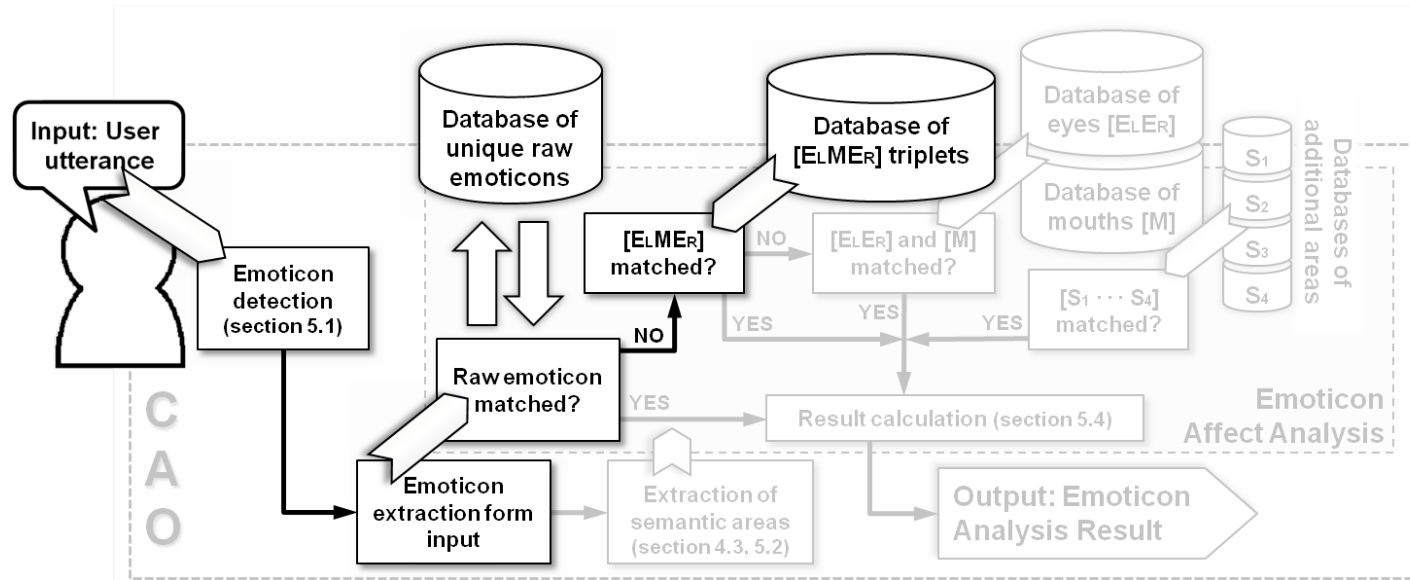 Input: User
utterance
Database of
unique raw
emoticons
Database of
[ELMER] triplets
Database of
eyes [ELER]
Database of
mouths [M]
S1
S2
S3
S4
Databases of
additional areas
Emoticon
detection
(section 5.1)
[ELMER]
matched?
NO
[ELER] and [M]
matched?
[S1 ··· S4]
matched?
YES
YES
YES
NO
Raw emoticon
matched?
YES
Result calculation (section 5.4)
Emoticon
Affect Analysis
CAO
Emoticon
extraction form
input
Extraction of
semantic areas
(section 4.3, 5.2)
Output: Emoticon
Analysis Result